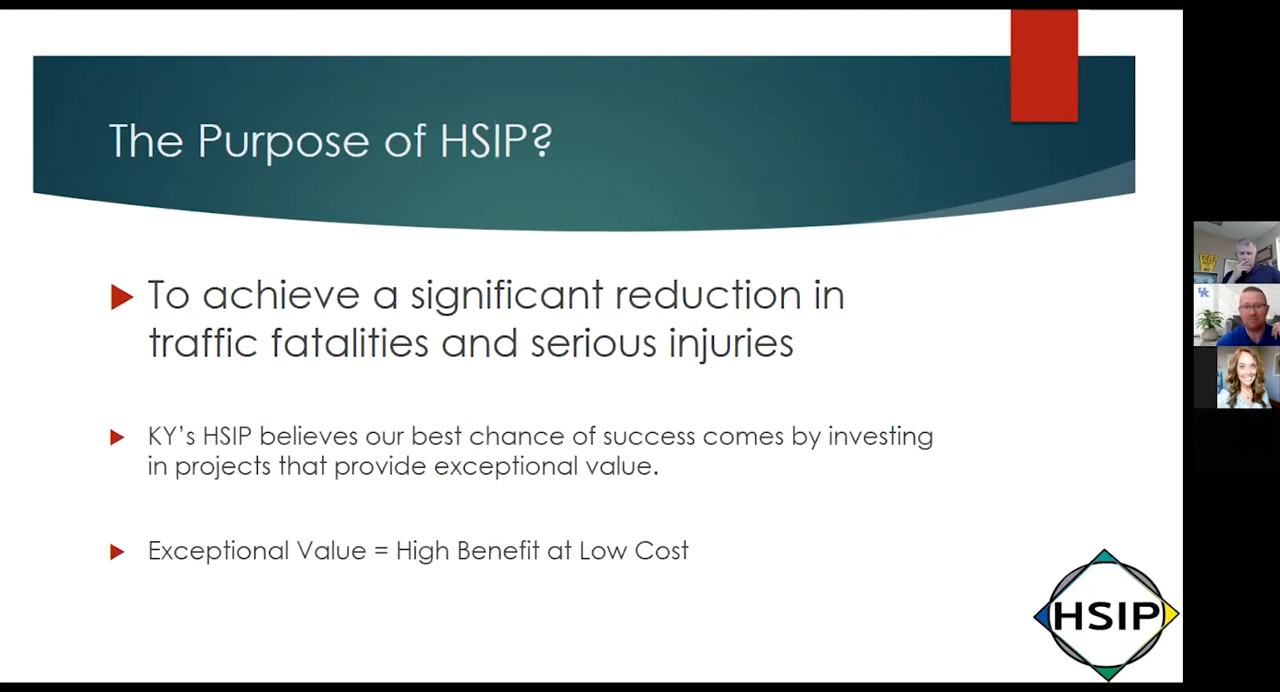 The Purpose of HSIP?
To achieve a significant reduction in
traffic fatalities and serious injuries
KY's HSIP believes our best chance of success comes by investing
in projects that provide exceptional value.
Exceptional Value = High Benefit at Low Cost
HSIP
UK